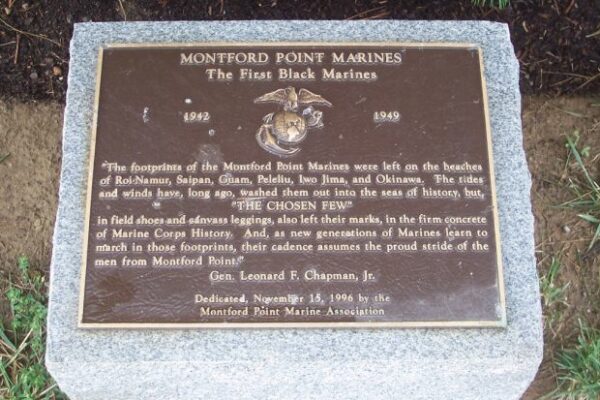 MONTFORD POINT MARINES
The First Black Marines
1942 1949
"The footprints of the Montford Point Marines were left on the beaches
of Roi-Namur, Saipan, Guam, Peleliu, Iwo Jima, and Okinawa. The tides
and winds have, long ago, washed them out into the seas of history, but,
"THE CHOSEN FEW"
in field shoes and canvass leggings, also left their marks, in the firm concrete
of Marine Corps History. And, as new generations of Marines learn to
march in those footprints, their cadence assumes the proud stride of the
men from Montford Point."
Gen. Leonard F. Chapman, Jr.
Dedicated, November 15, 1996 by the
Montford Point Marine Association